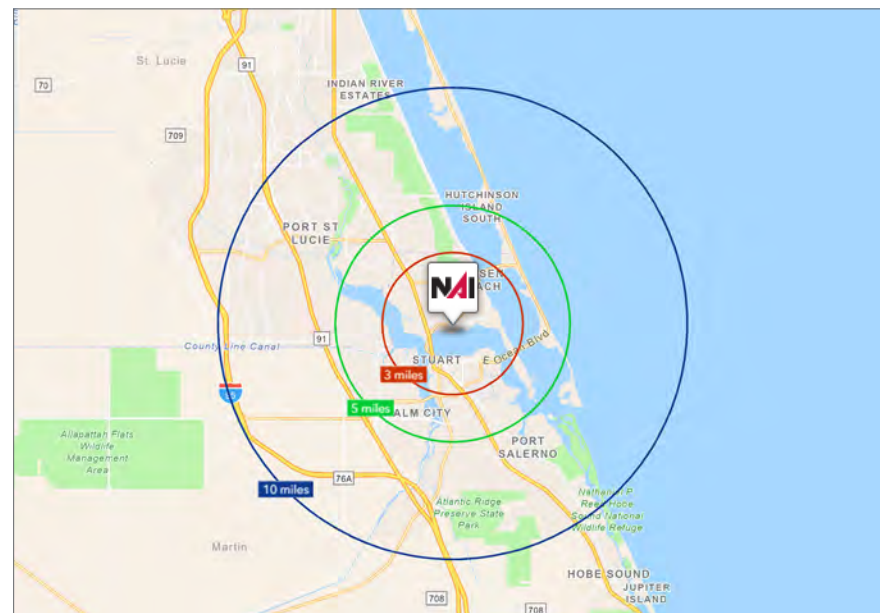 St. Lucie
91
70
INDIAN RIVER
ESTATES
709
HUTCHINSON
ISLAND
SOUTH
PORT ST
LUCIE
SEN
ACH
NAI
91
County Line Canal
STUART
E Ocean Blvd
3 miles
5 miles
ALM CITY
Allapattah Flats
Wildlife
Management
Area
PORT
SALERNO
76A
10 miles
Atlantic Ridge
Preserve State
Park
Nathaniel P
Reed Hobe
Sound National
Wildlife Refuge
Martin
HOBE SOUND
JUPITER
ISLAND
708
708